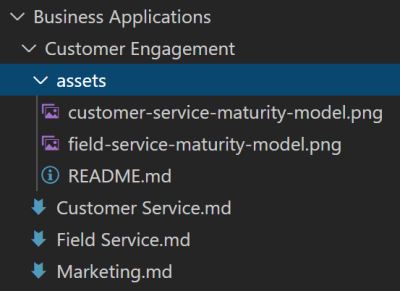 Business Applications
Customer Engagement
assets
customer-service-maturity-model.png
field-service-maturity-model.png
README.md
Customer Service.md
Field Service.md
Marketing.md